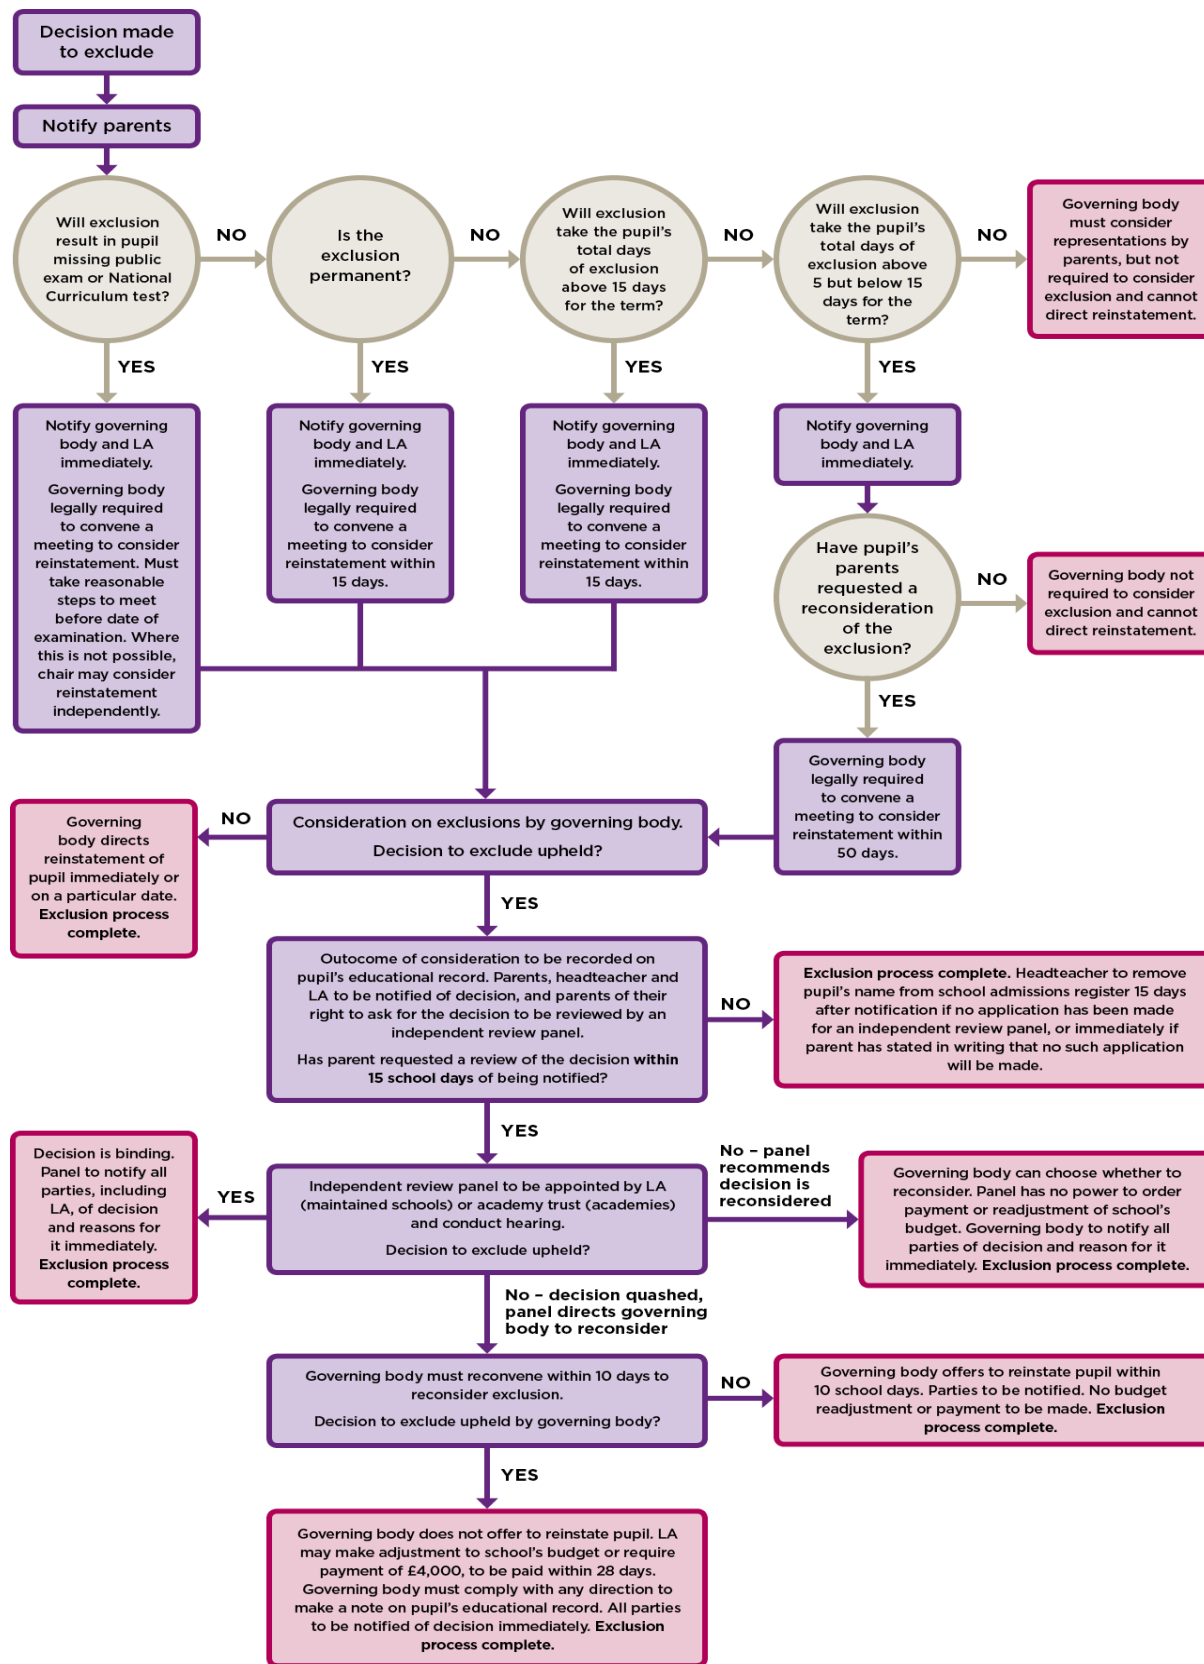 Decision made
to exclude
Notify parents
Will exclusion
result in pupil
missing public
exam or National
Curriculum test?
NO
Is the
exclusion
permanent?
NO
Will exclusion
take the pupil's
total days
of exclusion
above 15 days
for the term?
NO
Will exclusion
take the pupil's
total days of
exclusion above
5 but below 15
days for the
term?
NO
Governing body
must consider
representations by
parents, but not
required to consider
exclusion and cannot
direct reinstatement.
YES
YES
YES
YES
Notify governing
body and LA
immediately.
Governing body
legally required
to convene a
meeting to consider
reinstatement. Must
take reasonable
steps to meet
before date of
examination. Where
this is not possible,
chair may consider
reinstatement
independently.
Notify governing
body and LA
immediately.
Governing body
legally required
to convene a
meeting to consider
reinstatement within
15 days.
Notify governing
body and LA
immediately.
Governing body
legally required
to convene a
meeting to consider
reinstatement within
15 days.
Notify governing
body and LA
immediately.
Have pupil's
parents
requested a
reconsideration
of the
exclusion?
NO
Governing body not
required to consider
exclusion and cannot
direct reinstatement.
YES
Governing body
legally required
to convene a
meeting to consider
reinstatement within
50 days.
Consideration on exclusions by governing body.
Decision to exclude upheld?
NO
Governing
body directs
reinstatement of
pupil immediately or
on a particular date.
Exclusion process
complete.
YES
Outocome of consideration to be recorded on
pupil's educational record. Parents, headteacher and
LA to be notified of decision, and parents of their
right to ask for the decision to be reviewed by an
independent review panel.
Has parent requested a review of the decision within
15 school days of being notified?
NO
Exclusion process complete. Headteacher to remove
pupil's name from school admissions register 15 days
after notification if no application has been made
for an independent review panel, or immediately if
parent has stated in writing that no such application
will be made.
YES
Independent review panel to be appointed by LA
(maintained schools) or academy trust (academies)
and conduct hearing.
Decision to exclude upheld?
YES
Decision is binding.
Panel to notify all
parties, including
LA, of decision
and reasons for
it immediately.
Exclusion process
complete.
No – panel
recommends
decision is
reconsidered
Governing body can choose whether to
reconsider. Panel has no power to order
payment or readjustment of school's
budget. Governing body to notify all
parties of decision and reason for it
immediately. Exclusion process complete.
No – decision quashed,
panel directs governing
body to reconsider
Governing body must reconvene within 10 days to
reconsider exclusion.
Decision to exclude upheld by governing body?
NO
Governing body offers to reinstate pupil within
10 school days. Parties to be notified. No budget
readjustment or payment to be made. Exclusion
process complete.
YES
Governing body does not offer to reinstate pupil. LA
may make adjustment to school's budget or require
payment of £4,000, to be paid within 28 days.
Governing body must comply with any direction to
make a note on pupil's educational record. All parties
to be notified of decision immediately. Exclusion
process complete.